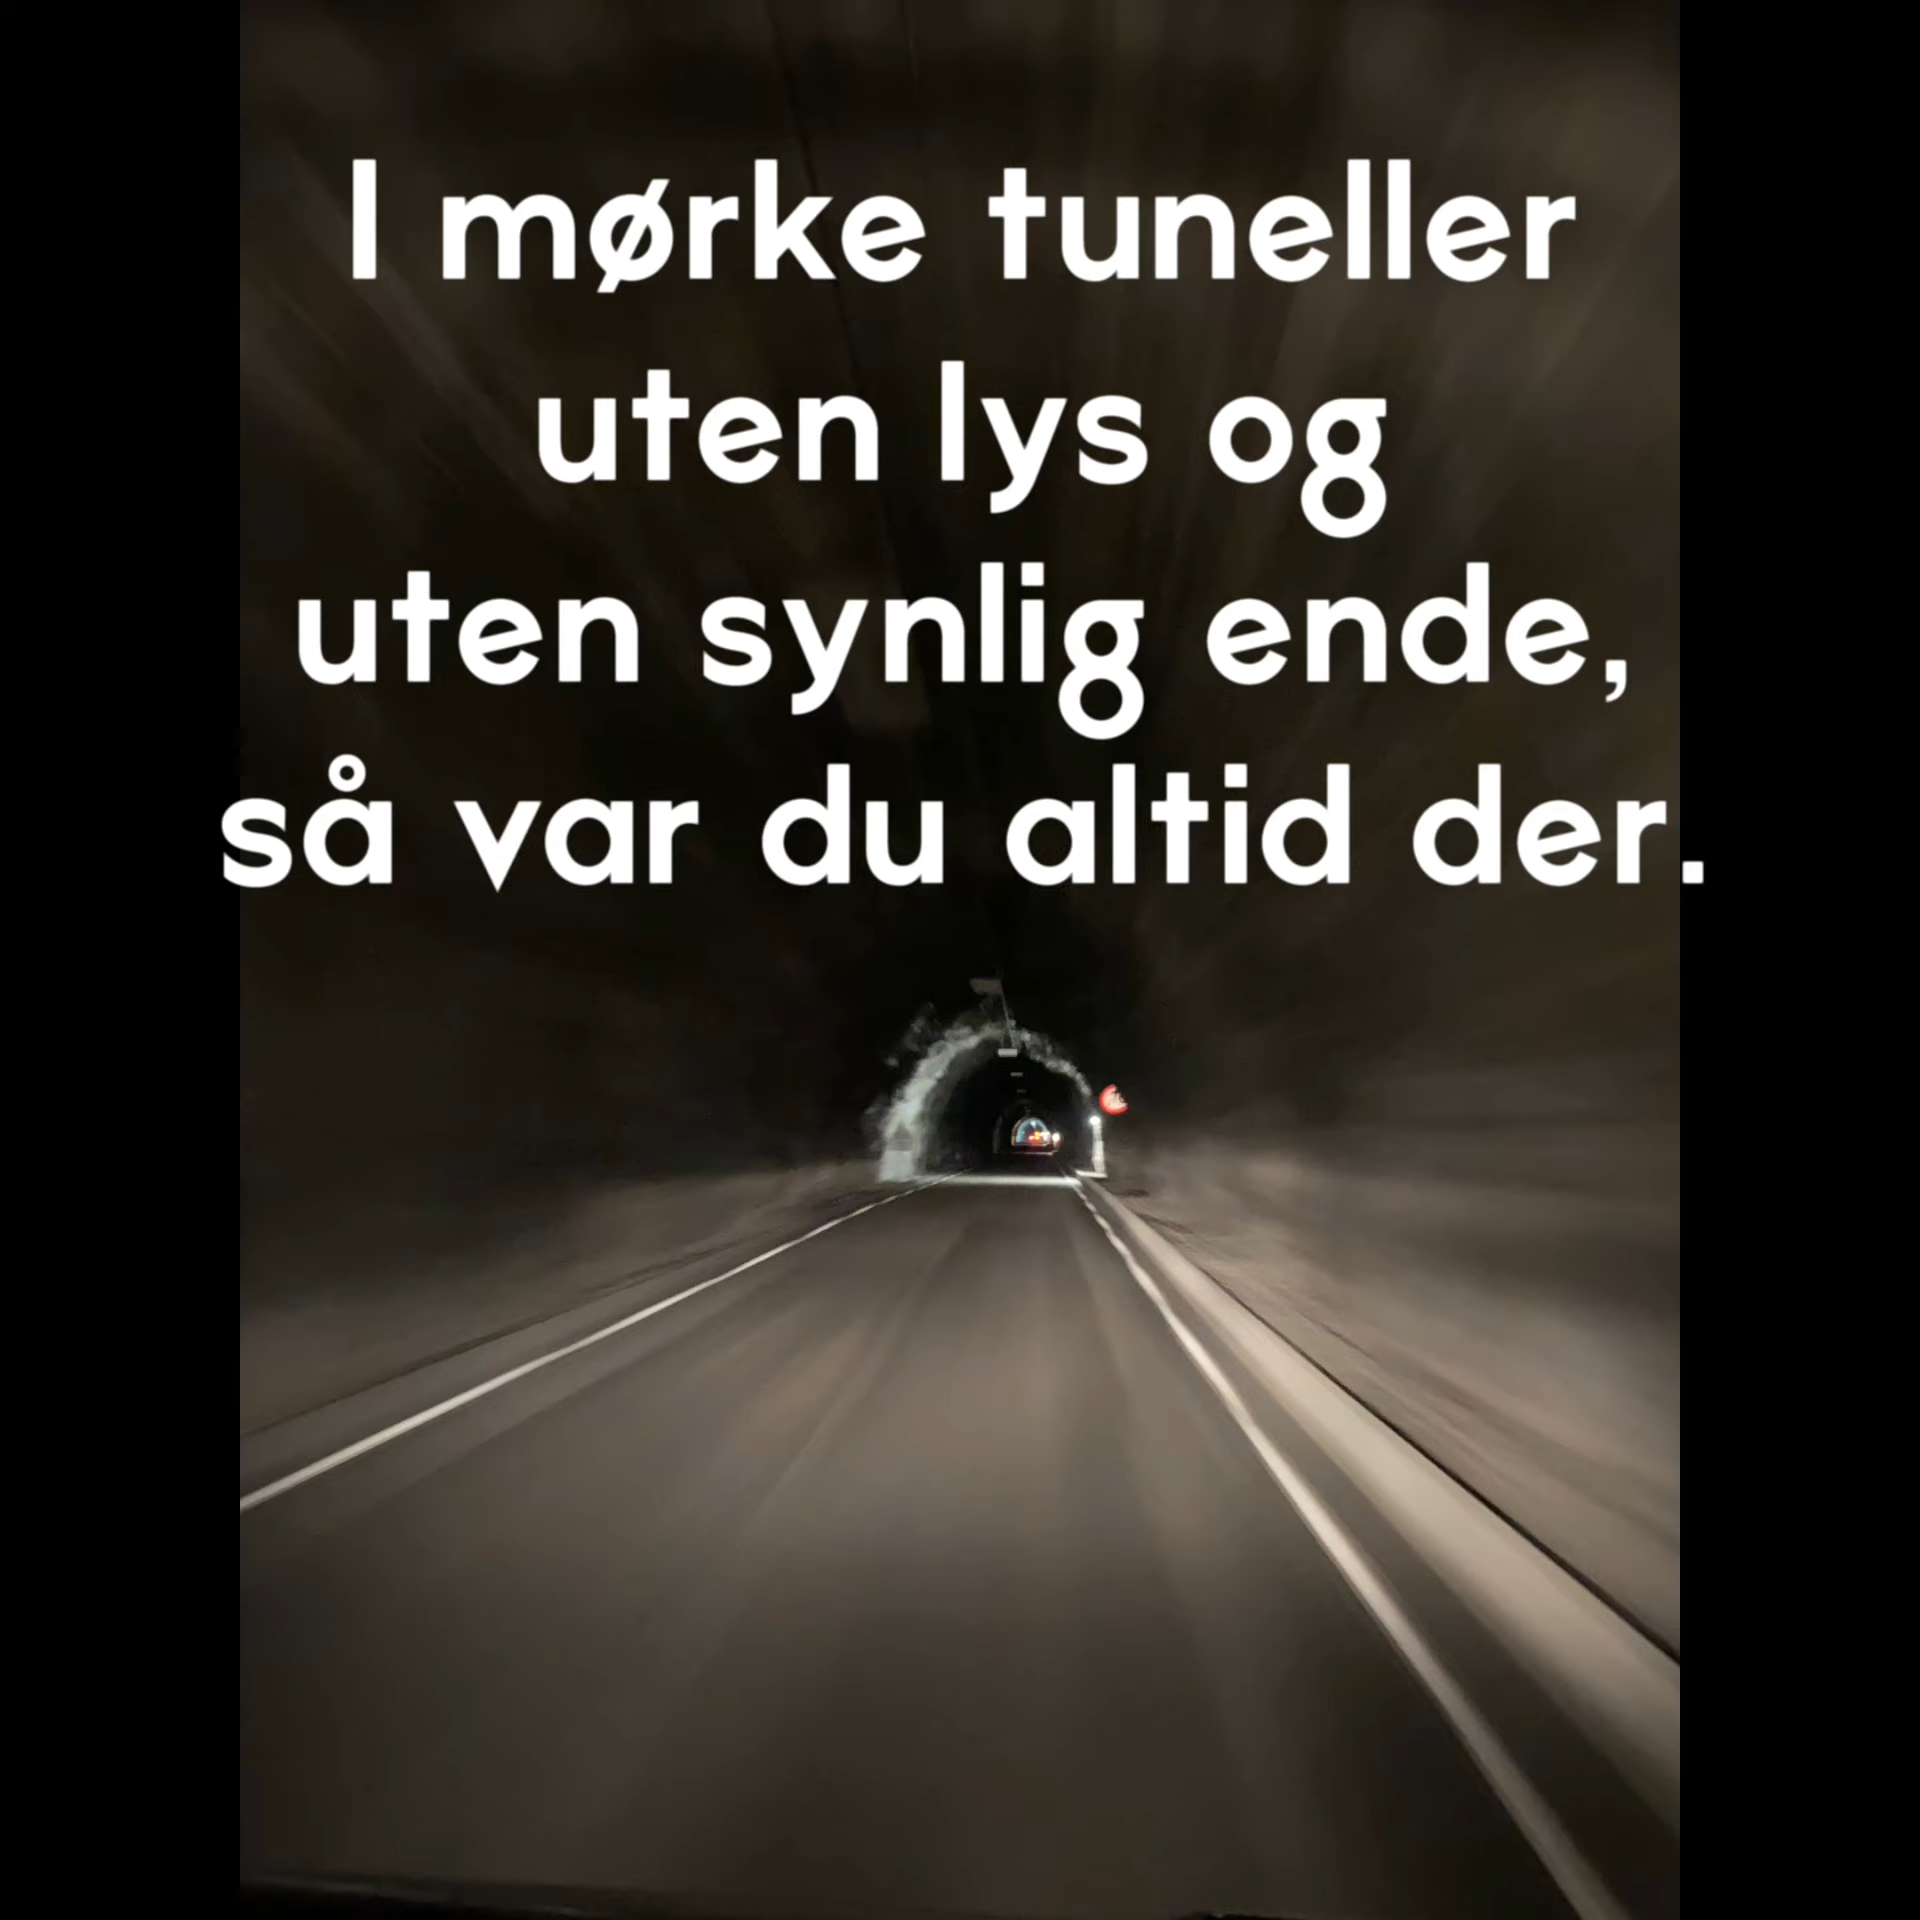 I mørke tuneller
uten lys og
uten synlig ende,
så var du altid der.